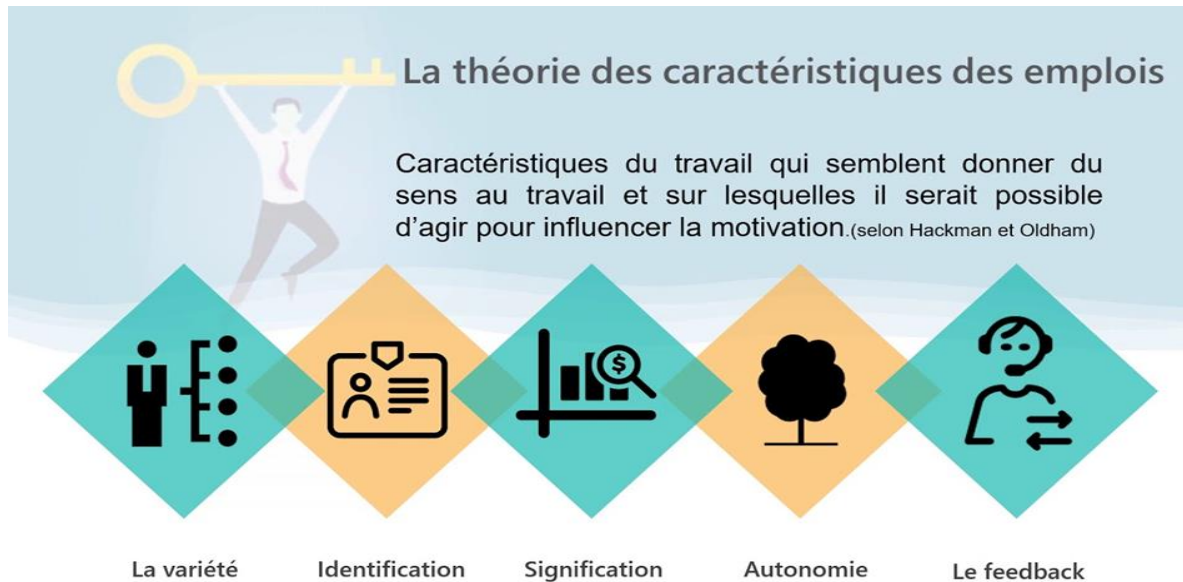 La théorie des caractéristiques des emplois
Caractéristiques du travail qui semblent donner du
sens au travail et sur lesquelles il serait possible
d'agir pour influencer la motivation.(selon Hackman et Oldham)
$
La variété
Identification
Signification
Autonomie
Le feedback